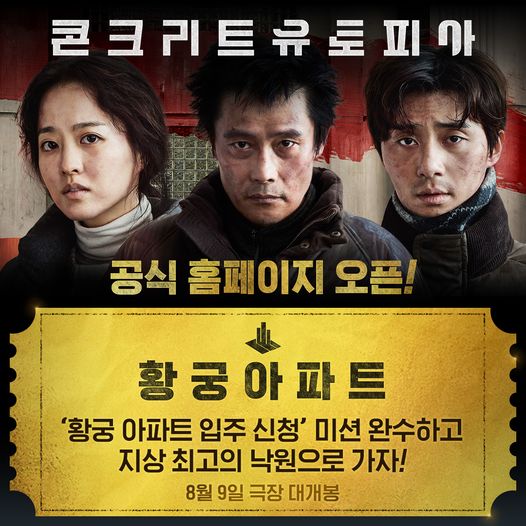 콘크리트 유토피아
공식 홈페이지 오픈!
황궁아파트
‘황궁 아파트 입주 신청’ 미션 완수하고
지상 최고의 낙원으로 가자!
8월 9일 극장 대개봉